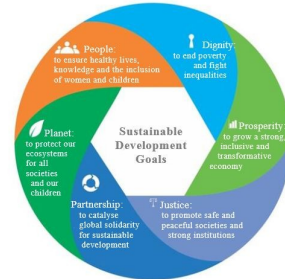 People:
to ensure healthy lives,
knowledge and the inclusion
of women and children
Dignity:
to end poverty
and fight
inequalities
Prosperity:
to grow a strong,
inclusive and
transformative
economy
Justice:
to promote safe and
peaceful societies and
strong institutions
Partnership:
to catalyse
global solidarity
for sustainable
development
Planet:
to protect our
ecosystems
for all
societies
and our
children
Sustainable
Development
Goals